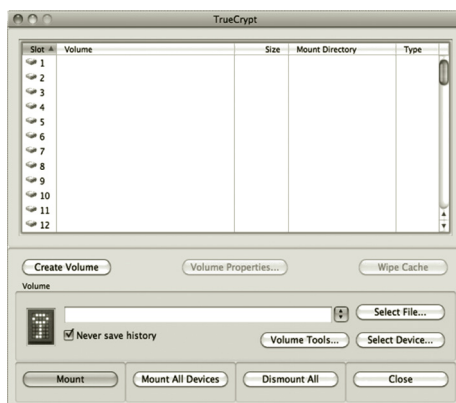 TrueCrypt
Slot Volume Size Mount Directory Type
1
2
3
4
5
6
7
8
9
10
11
12
Create Volume Volume Properties... Wipe Cache
Volume
Select File...
Never save history
Volume Tools... Select Device...
Mount Mount All Devices Dismount All Close